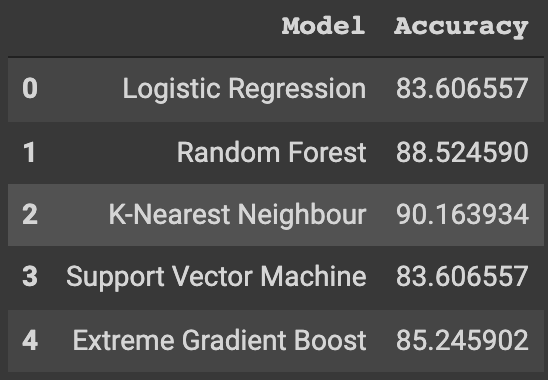 Model Accuracy
0 Logistic Regression 83.606557
1 Random Forest 88.524590
2 K-Nearest Neighbour 90.163934
3 Support Vector Machine 83.606557
4 Extreme Gradient Boost 85.245902